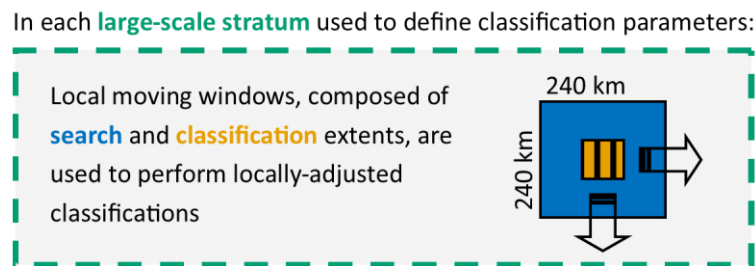 In each large-scale stratum used to define classification parameters:
Local moving windows, composed of
search and classification extents, are
used to perform locally-adjusted
classifications
240 km
240 km